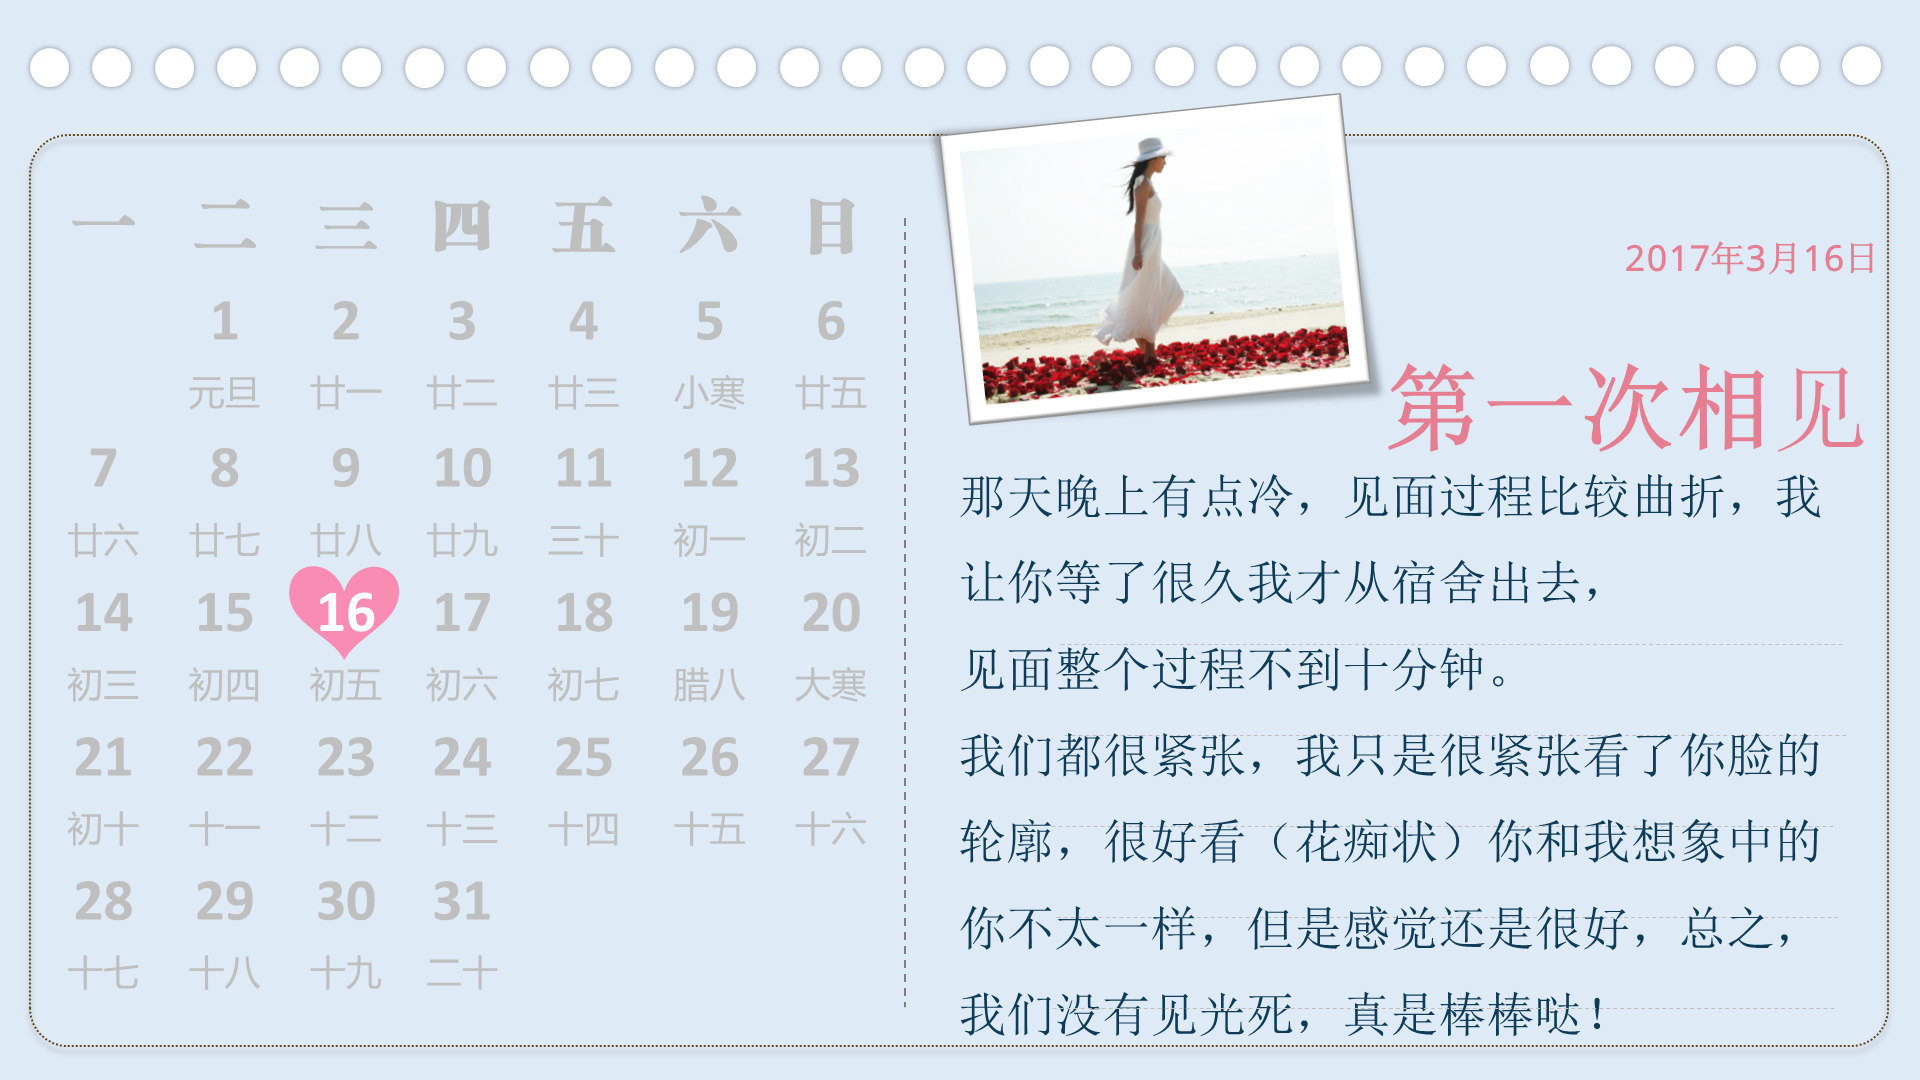 一 二 三 四 五 六 日
1 2 3 4 5 6
元旦 廿一 廿二 廿三 小寒 廿五
7 8 9 10 11 12 13
廿六 廿七 廿八 廿九 三十 初一 初二
14 15 16 17 18 19 20
初三 初四 初五 初六 初七 腊八 大寒
21 22 23 24 25 26 27
初十 十一 十二 十三 十四 十五 十六
28 29 30 31
十七 十八 十九 二十
2017年3月16日
第一次相见
那天晚上有点冷，见面过程比较曲折，我
让你等了很久我才从宿舍出去，
见面整个过程不到十分钟。
我们都很紧张，我只是很紧张看了你脸的
轮廓，很好看（花痴状）你和我想象中的
你不太一样，但是感觉还是很好，总之，
我们没有见光死，真是棒棒哒！